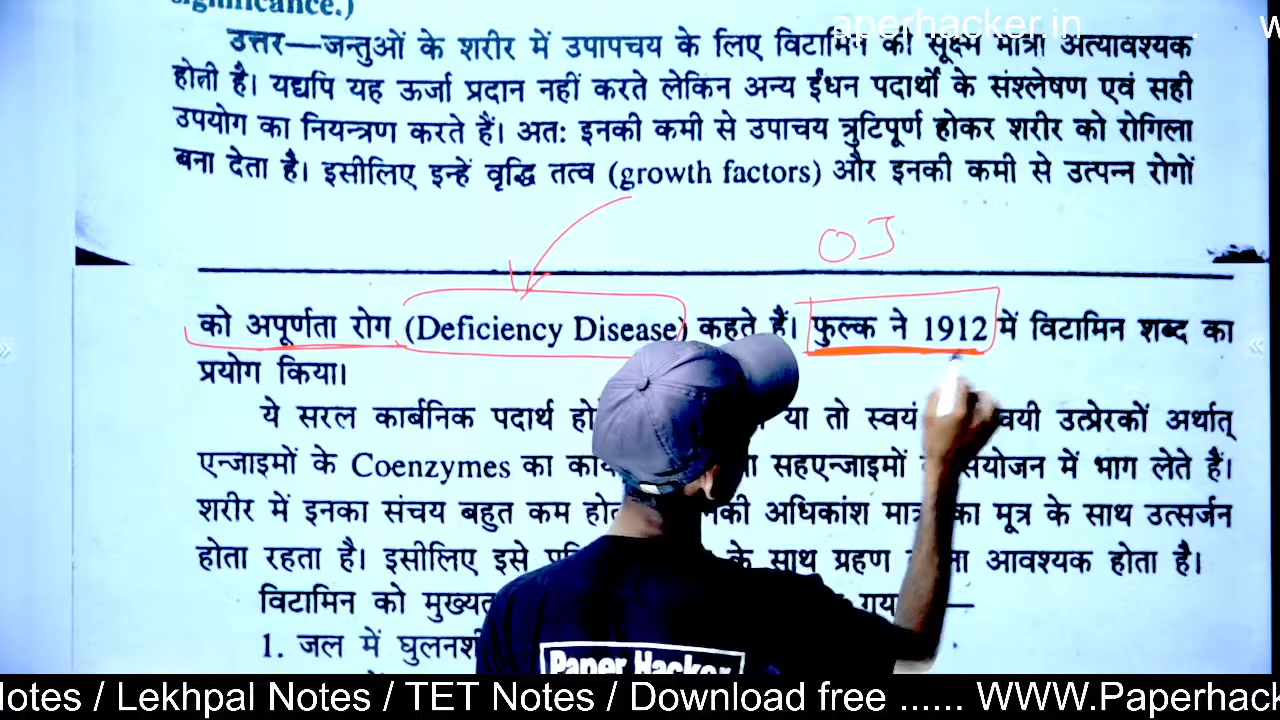 significance.)
aperhacker.in
उत्तर—जन्तुओं के शरीर में उपापचय के लिए विटामिन की सूक्ष्म मात्रा अत्यावश्यक
होती है। यद्यपि यह ऊर्जा प्रदान नहीं करते लेकिन अन्य ईंधन पदार्थों के संश्लेषण एवं सही
उपयोग का नियन्त्रण करते हैं। अतः इनकी कमी से उपाचय त्रुटिपूर्ण होकर शरीर को रोगिला
बना देता है। इसीलिए इन्हें वृद्धि तत्व (growth factors) और इनकी कमी से उत्पन्न रोगों
को अपूर्णता रोग (Deficiency Disease) कहते हैं। फुल्क ने 1912 में विटामिन शब्द का
प्रयोग किया।
ये सरल कार्बनिक पदार्थ या तो स्वयं उत्प्रेरकों अर्थात्
एन्जाइमों के Coenzymes का सहएन्जाइमों संयोजन में भाग लेते हैं।
शरीर में इनका संचय बहुत कम अधिकांश का मूत्र के साथ उत्सर्जन
होता रहता है। इसीलिए इसे के साथ ग्रहण आवश्यक होता है।
विटामिन को
1. जल में
Paper Hacker
Notes / Lekhpal Notes / TET Notes / Download free ...... WWW.Paperhack